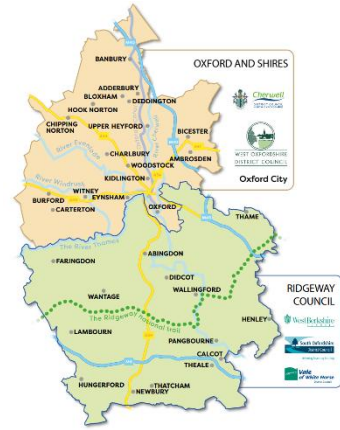 BANBURY
OXFORD AND SHIRES
ADDERBURY
BLOXHAM
DEDDINGTON
HOOK NORTON
Cherwell
DISTRICT COUNCIL
CHIPPING
NORTON
UPPER HEYFORD
BICESTER
WEST OXFORDSHIRE
DISTRICT COUNCIL
CHARLBURY
AMBROSDEN
WOODSTOCK
KIDLINGTON
Oxford City
River Windrush
WITNEY
EYNSHAM
BURFORD
CARTERTON
OXFORD
THAME
The River Thames
ABINGDON
FARINGDON
DIDCOT
WALLINGFORD
RIDGEWAY
COUNCIL
WANTAGE
The Ridgeway national trail
HENLEY
West Berkshire
LAMBOURN
PANGBOURNE
South Oxfordshire
District Council
CALCOT
THEALE
Vale
of White Horse
HUNGERFORD
THATCHAM
NEWBURY